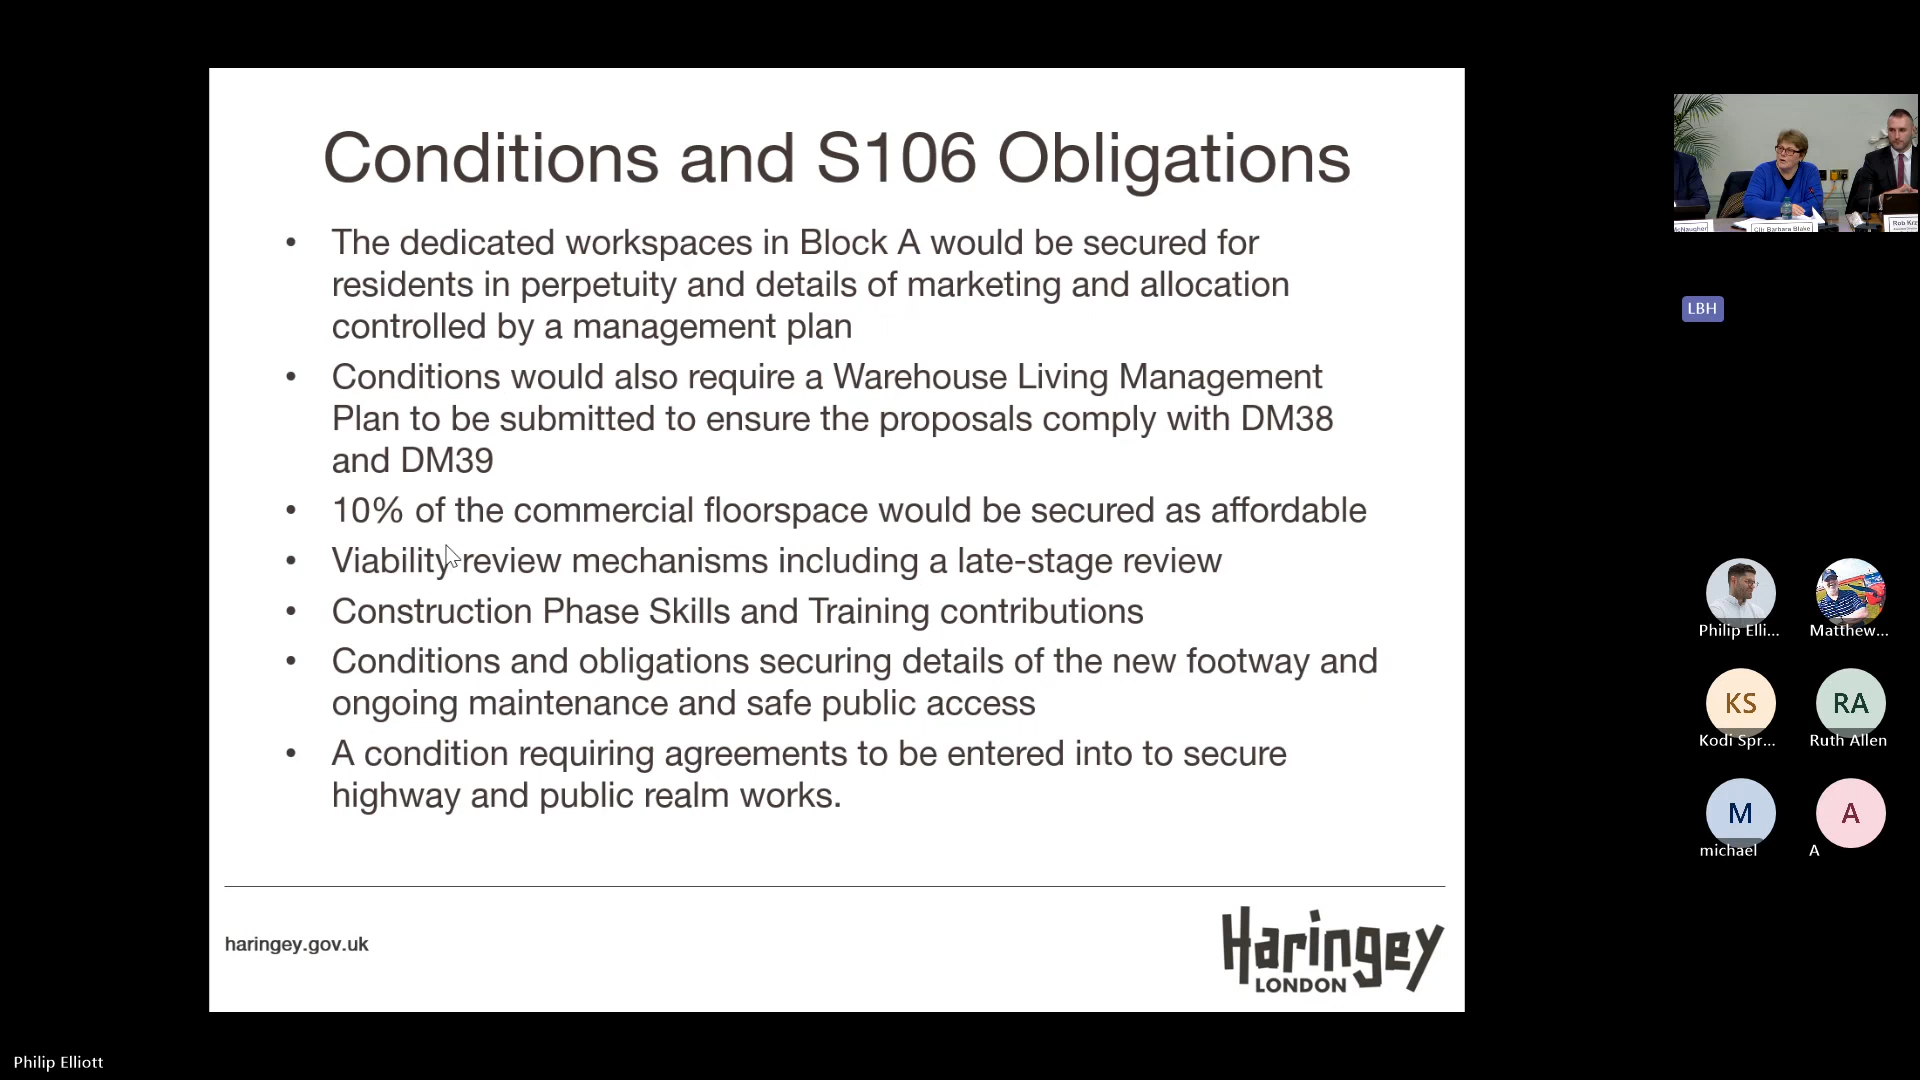 Conditions and S106 Obligations
• The dedicated workspaces in Block A would be secured for
residents in perpetuity and details of marketing and allocation
controlled by a management plan
• Conditions would also require a Warehouse Living Management
Plan to be submitted to ensure the proposals comply with DM38
and DM39
• 10% of the commercial floorspace would be secured as affordable
• Viability review mechanisms including a late-stage review
• Construction Phase Skills and Training contributions
• Conditions and obligations securing details of the new footway and
ongoing maintenance and safe public access
• A condition requiring agreements to be entered into to secure
highway and public realm works.
haringey.gov.uk
Haringey
LONDON
Philip Elliott
Cllr Barbara Blake
LBH
Philip Elli...
Matthew...
KS
Kodi Spr...
RA
Ruth Allen
M
michael
A
A